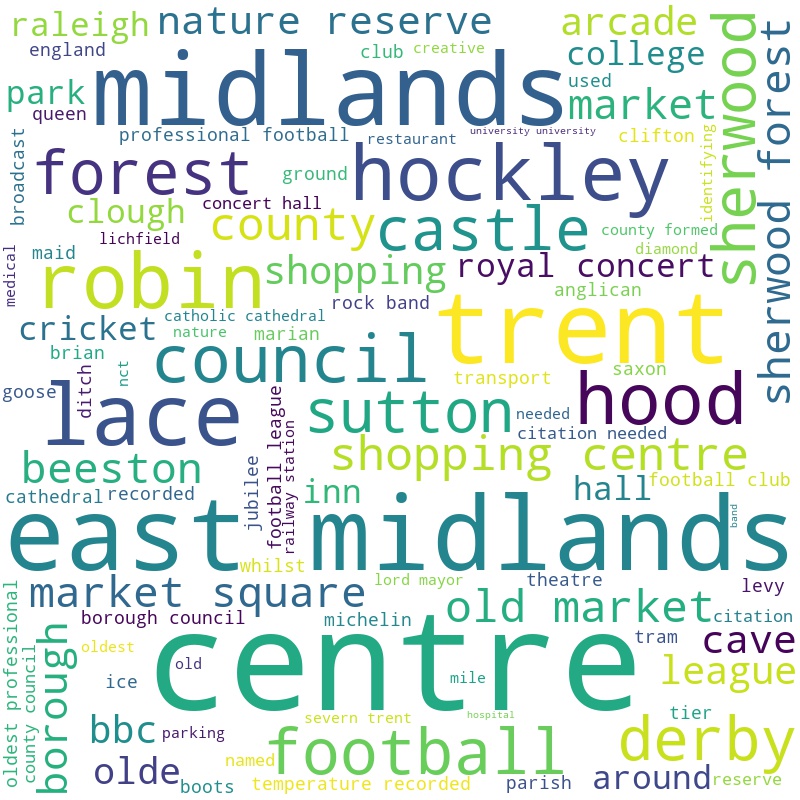 raleigh
nature reserve
arcade
sherwood
sherwood forest
england
midlands
club
creative
college
park
queen
used
market
professional football
restaurant
university university
clifton
identifying
broadcast
forest
ground
hockley
concert hall
clough
county
castle
county formed
lichfield
diamond
medical
maid
robin
shopping
royal concert
anglican
rock band
trent
catholic cathedral
cricket
nature
marian
brian
council
nct
saxon
transport
goose
ditch
lace
sutton
hood
needed
citation needed
football league
railway station
jubilee
beeston
shopping centre
football club
cathedral
recorded
inn
hall
band
east midlands
whilst
market square
lord mayor
theatre
levy
old market
citation
borough council
michelin
oldest professional
county council
borough
oldest
old
centre
tram
cave
league
ice
mile
severn trent
hospital
tier
bbc
parking
football
derby
named
olde
boots
temperature recorded
parish
around
reserve